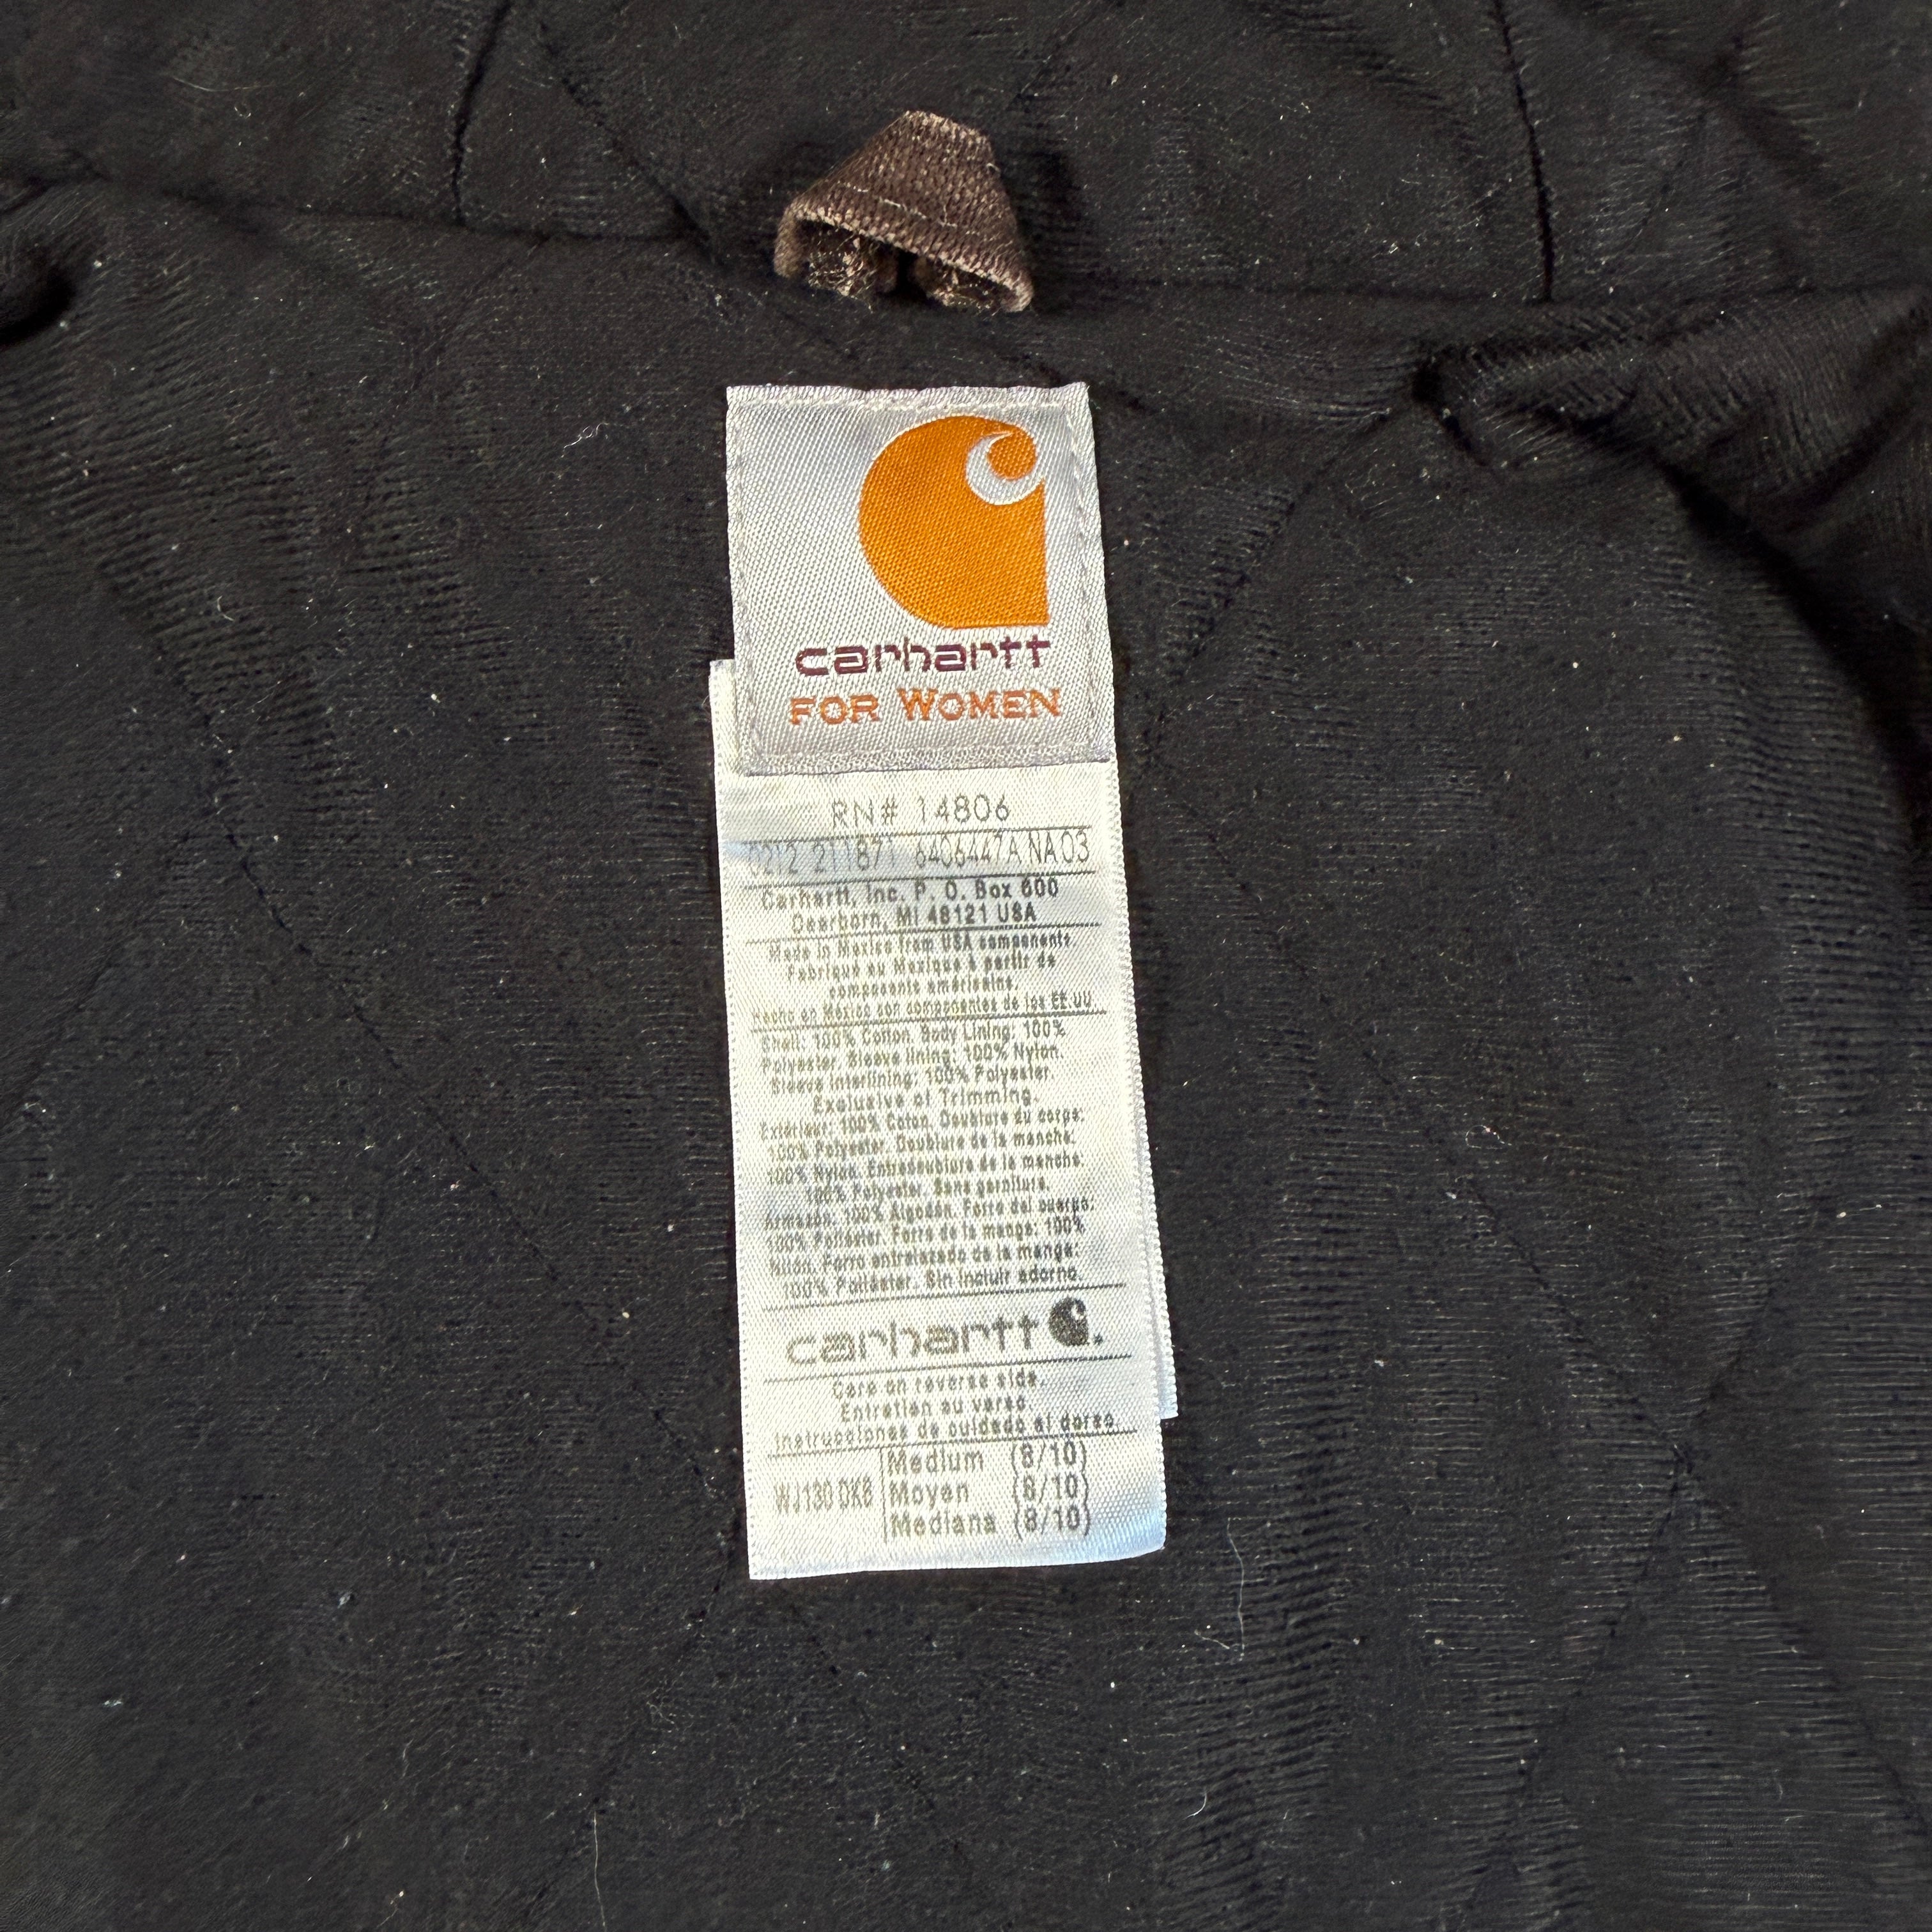 carhartt
FOR WOMEN
RN# 14806
0212 211871 6406447A NA 03
Carhartt, Inc. P. O. Box 600
Dearborn, MI 48121 USA
Made in Mexico from USA components
Fabriqué au Mexique à partir de
composants américains.
Hecho en México con componentes de los EE.UU.
Shell: 100% Cotton. Body Lining: 100%
Polyester. Sleeve lining: 100% Nylon.
Sleeve Interlining: 100% Polyester.
Exclusive of Trimming.
Extérieur: 100% Coton. Doublure du corps:
100% Polyester. Doublure de la manche:
100% Nylon. Entredoublure de la manche:
100% Polyester. Sans garniture.
Armazón: 100% Algodón. Forro del cuerpo:
100% Poliéster. Forro de la manga: 100%
Nilón. Forro entrelazado de la manga:
100% Poliéster. Sin incluir adorno.
carhartt
Care on reverse side.
Entretien au verso
Instrucciones de cuidado al dorso
Medium (8/10)
WJ130 DKB Moyen (8/10)
Mediana (8/10)